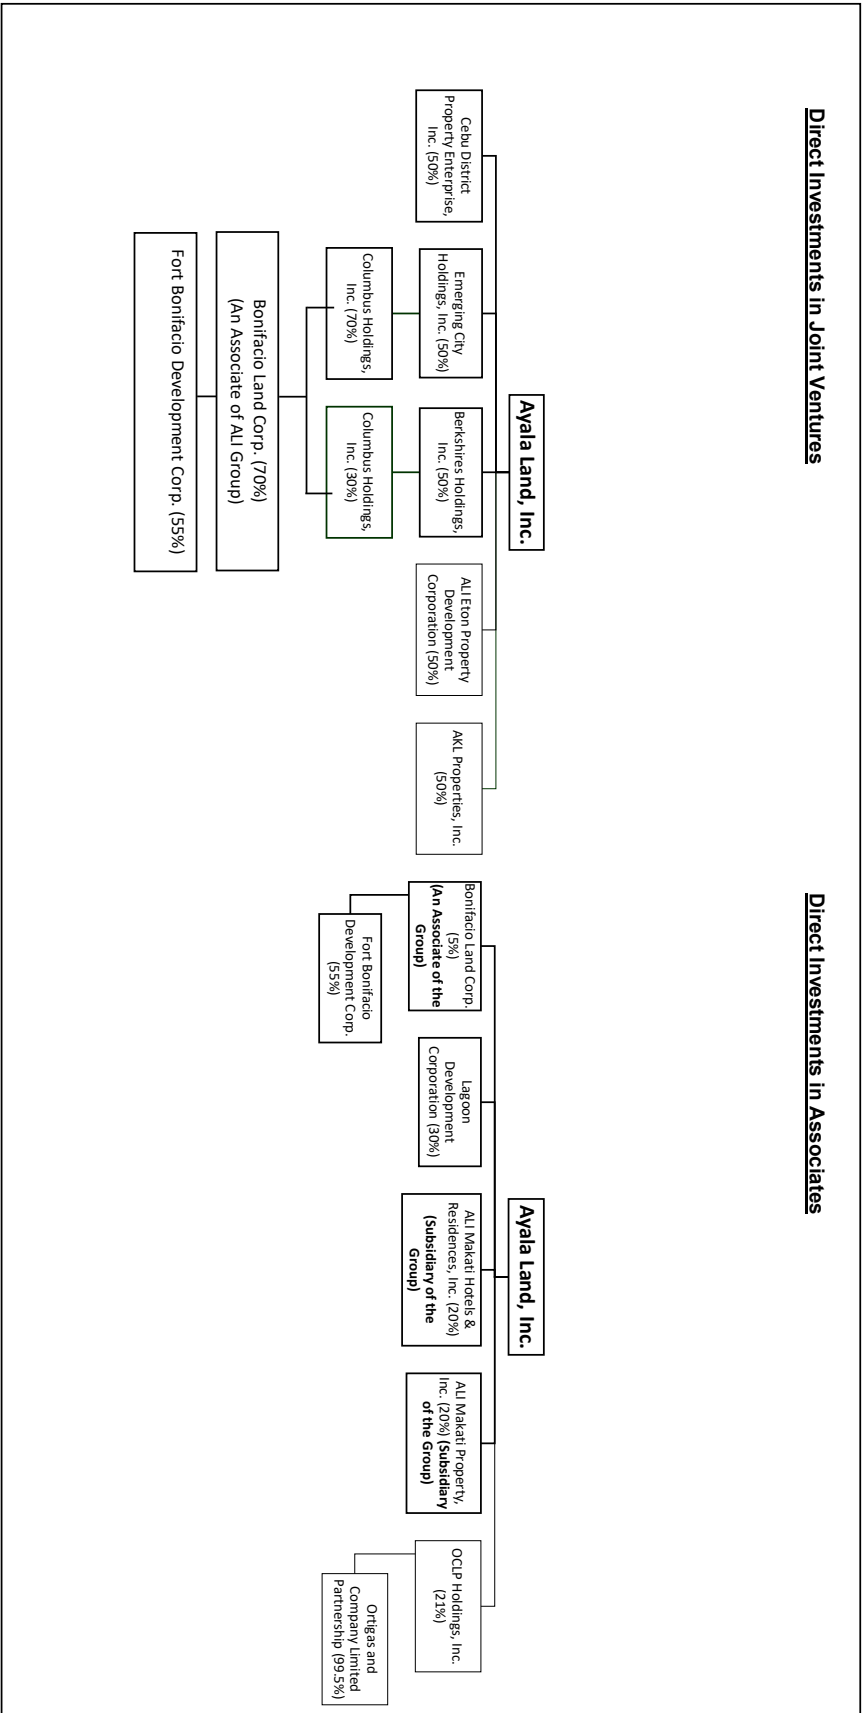 Direct Investments in Joint Ventures
Ayala Land, Inc.
Cebu District
Property Enterprise,
Inc. (50%)
Emerging City
Holdings, Inc. (50%)
Berkshires Holdings,
Inc. (50%)
ALI Eton Property
Development
Corporation (50%)
AKL Properties, Inc.
(50%)
Columbus Holdings,
Inc. (70%)
Columbus Holdings,
Inc. (30%)
Bonifacio Land Corp. (70%)
(An Associate of ALI Group)
Fort Bonifacio Development Corp. (55%)
Direct Investments in Associates
Ayala Land, Inc.
Bonifacio Land Corp.
(5%)
(An Associate of the
Group)
Lagoon
Development
Corporation (30%)
ALI Makati Hotels &
Residences, Inc. (20%)
(Subsidiary of the
Group)
ALI Makati Property,
Inc. (20%) (Subsidiary
of the Group)
OCLP Holdings, Inc.
(21%)
Fort Bonifacio
Development Corp.
(55%)
Ortigas and
Company Limited
Partnership (99.5%)